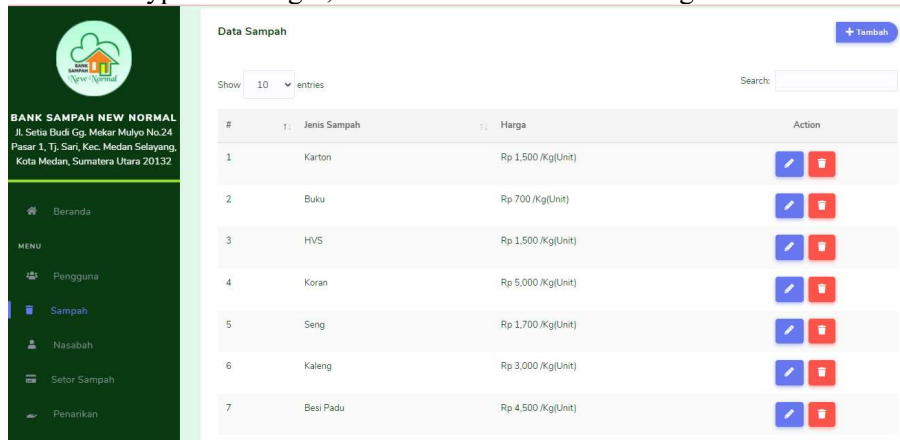 BANK
SAMPAH
New Normal
BANK SAMPAH NEW NORMAL
Jl. Setia Budi Gg. Mekar Mulyo No.24
Pasar 1, Tj. Sari, Kec. Medan Selayang,
Kota Medan, Sumatera Utara 20132
Beranda
MENU
Pengguna
Sampah
Nasabah
Setor Sampah
Penarikan
Data Sampah
+ Tambah
Show 10 entries
Search:
# Jenis Sampah Harga Action
1 Karton Rp 1,500 /Kg(Unit)
2 Buku Rp 700 /Kg(Unit)
3 HVS Rp 1,500 /Kg(Unit)
4 Koran Rp 5,000 /Kg(Unit)
5 Seng Rp 1,700 /Kg(Unit)
6 Kaleng Rp 3,000 /Kg(Unit)
7 Besi Padu Rp 4,500 /Kg(Unit)